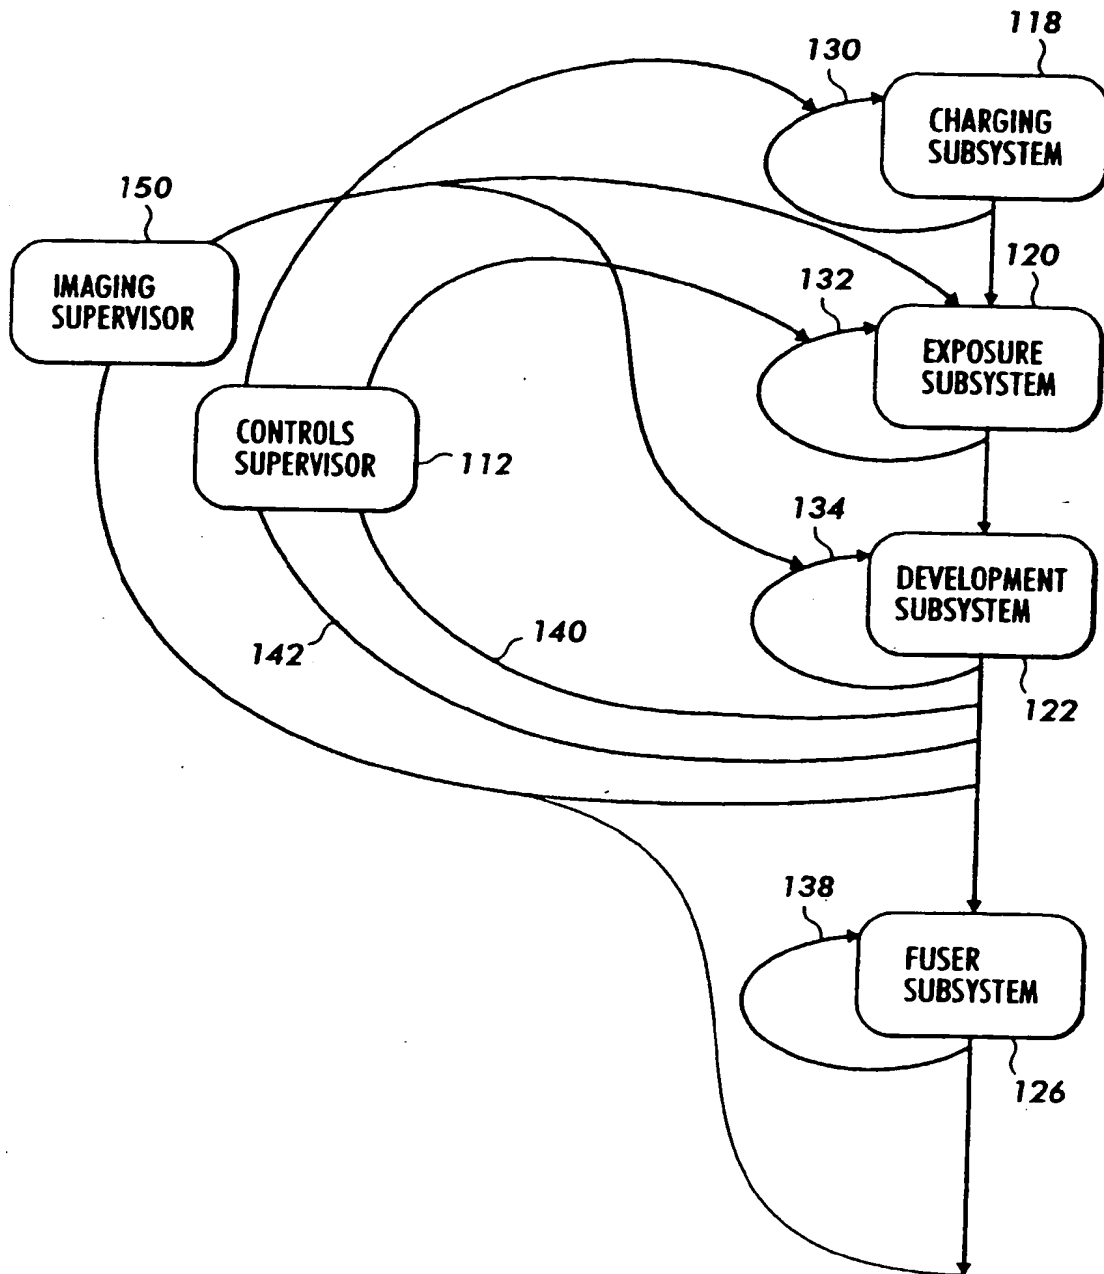 118
130
CHARGING
SUBSYSTEM
150
120
132
IMAGING
SUPERVISOR
EXPOSURE
SUBSYSTEM
CONTROLS
SUPERVISOR
112
134
DEVELOPMENT
SUBSYSTEM
142
140
122
138
FUSER
SUBSYSTEM
126